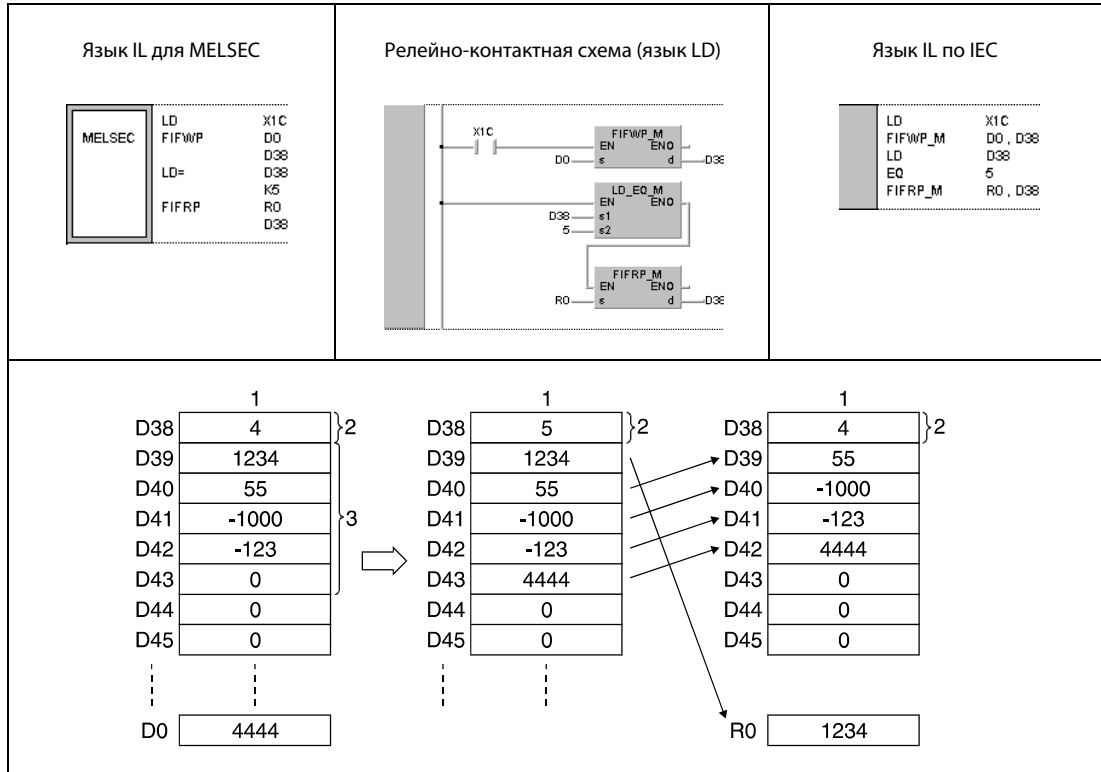 Язык IL для MELSEC
MELSEC
LD X1C
FIFWP D0
D38
LD= D38
K5
FIFRP R0
D38
Релейно-контактная схема (язык LD)
X1C
FIFWP_M
EN ENO
D0 s d D38
LD_EQ_M
EN ENO
D38 s1
5 s2
FIFRP_M
EN ENO
R0 s d D38
Язык IL по IEC
LD X1C
FIFWP_M D0 , D38
LD D38
EQ 5
FIFRP_M R0 , D38
1
D38 4 2
D39 1234
D40 55
D41 -1000 3
D42 -123
D43 0
D44 0
D45 0
D0 4444
1
D38 5 2
D39 1234
D40 55
D41 -1000
D42 -123
D43 4444
D44 0
D45 0
1
D38 4 2
D39 55
D40 -1000
D41 -123
D42 4444
D43 0
D44 0
D45 0
R0 1234